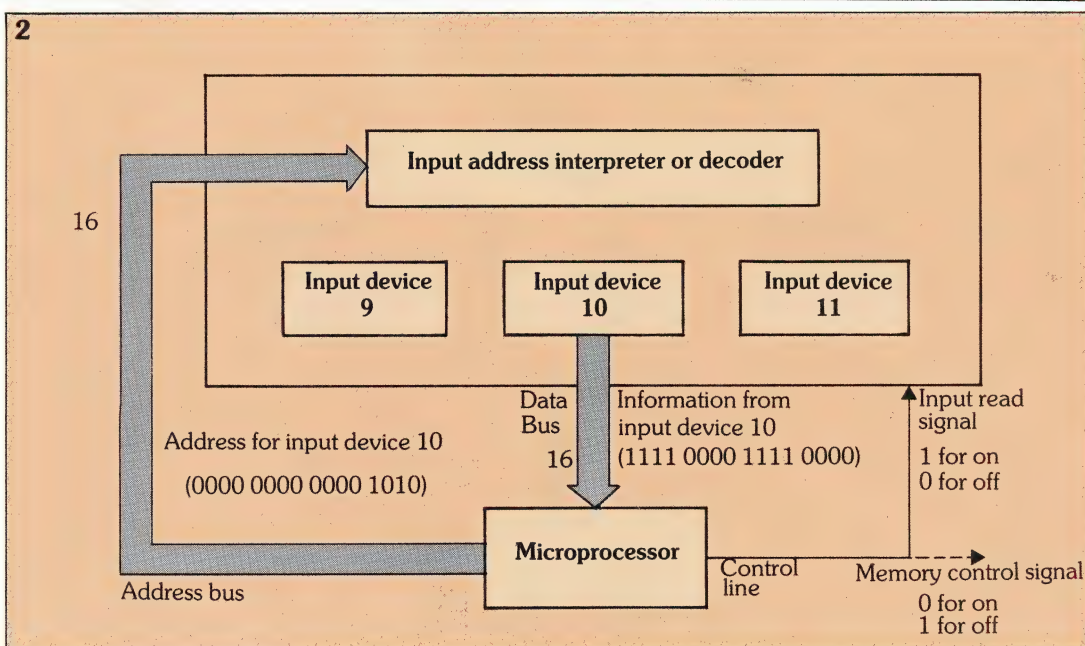 2
Input address interpreter or decoder
16
Input device
9
Input device
10
Input device
11
Data
Bus
16
Information from
input device 10
(1111 0000 1111 0000)
Input read
signal
1 for on
0 for off
Address for input device 10
(0000 0000 0000 1010)
Microprocessor
Control
line
Memory control signal
0 for on
1 for off
Address bus